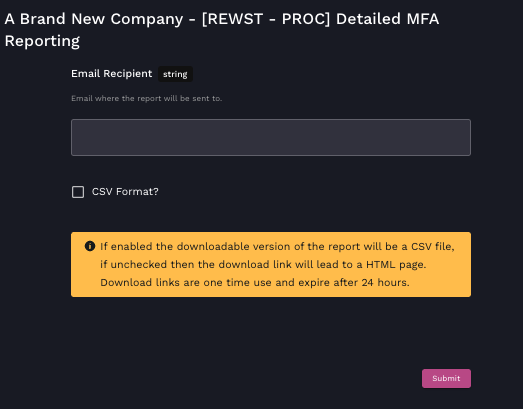 A Brand New Company - [REWST - PROC] Detailed MFA
Reporting
Email Recipient string
Email where the report will be sent to.
CSV Format?
If enabled the downloadable version of the report will be a CSV file,
if unchecked then the download link will lead to a HTML page.
Download links are one time use and expire after 24 hours.
Submit